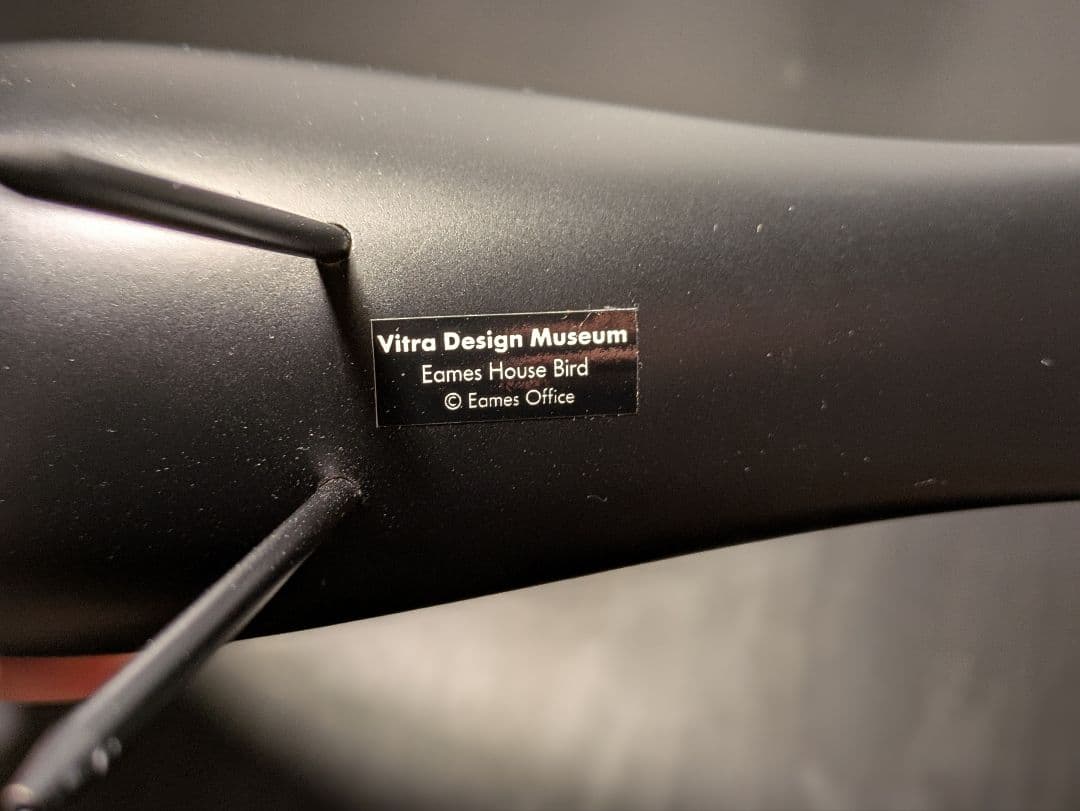 Vitra Design Museum
Eames House Bird
© Eames Office